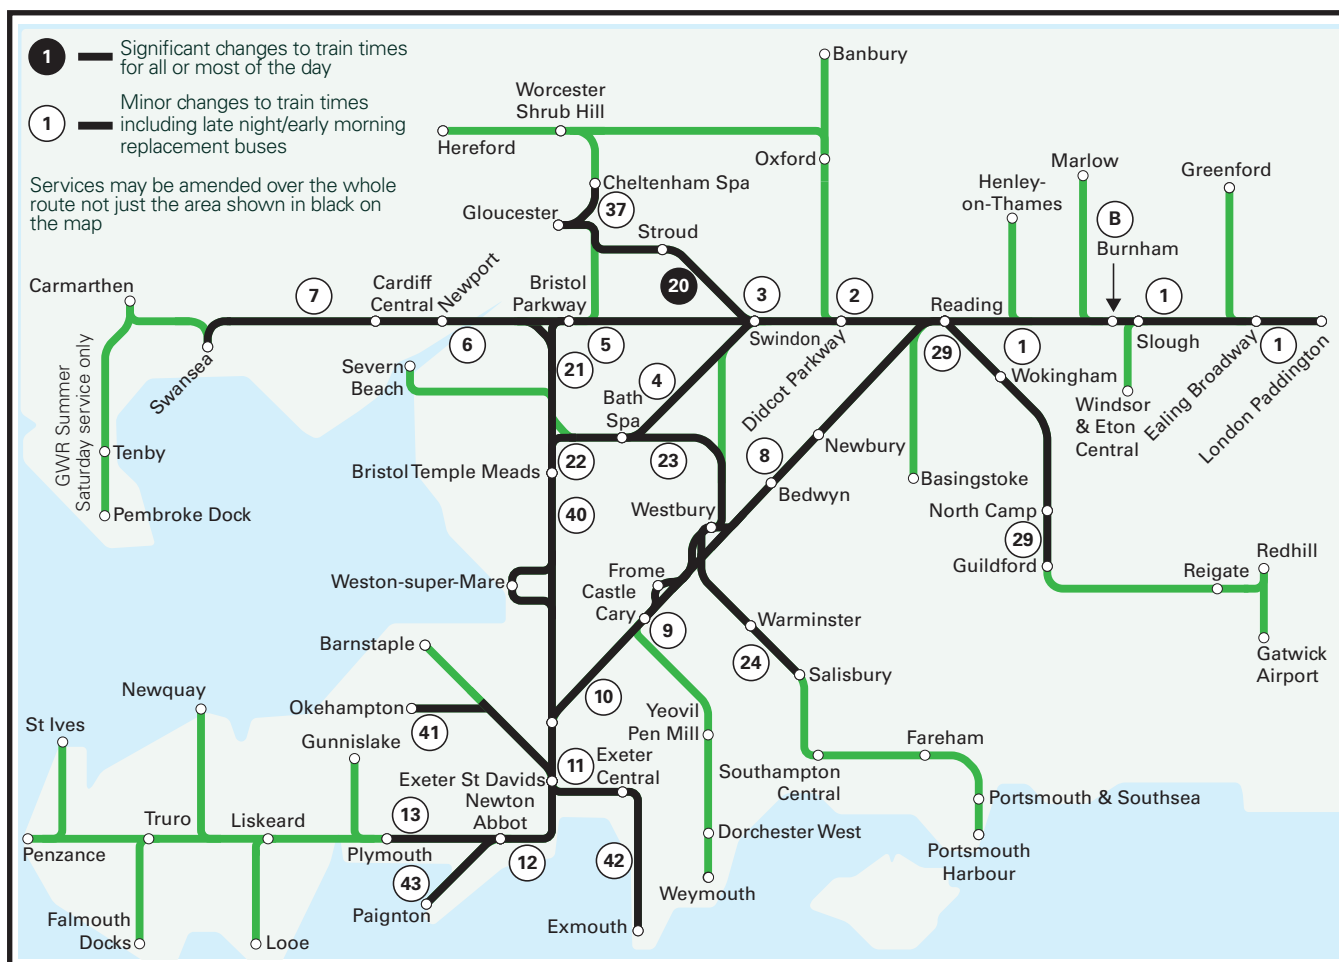 1 Significant changes to train times
for all or most of the day
1 Minor changes to train times
including late night/early morning
replacement buses
Services may be amended over the whole
route not just the area shown in black on
the map
Banbury
Worcester
Shrub Hill
Hereford
Oxford
Marlow
Greenford
Henley-
on-Thames
Cheltenham Spa
37
Gloucester
Stroud
B
Burnham
20
Carmarthen
7
Cardiff
Central
Newport
Bristol
Parkway
3
2
Reading
1
6
5
Swindon
Didcot Parkway
29
1
Slough
Ealing Broadway
1
London Paddington
Swansea
GWR Summer
Saturday service only
Severn
Beach
21
4
Bath
Spa
Wokingham
Windsor
& Eton
Central
Tenby
Pembroke Dock
Bristol Temple Meads
22
23
8
Newbury
Bedwyn
Basingstoke
40
Westbury
North Camp
29
Guildford
Redhill
Reigate
Weston-super-Mare
Frome
Castle
Cary
9
Warminster
24
Salisbury
Gatwick
Airport
Barnstaple
Newquay
Okehampton
41
10
Yeovil
Pen Mill
St Ives
Gunnislake
11
Exeter
Central
Exeter St Davids
Southampton
Central
Fareham
Newton
Abbot
Portsmouth & Southsea
Truro
Liskeard
13
Penzance
Plymouth
12
42
Dorchester West
Portsmouth
Harbour
43
Paignton
Weymouth
Falmouth
Docks
Looe
Exmouth